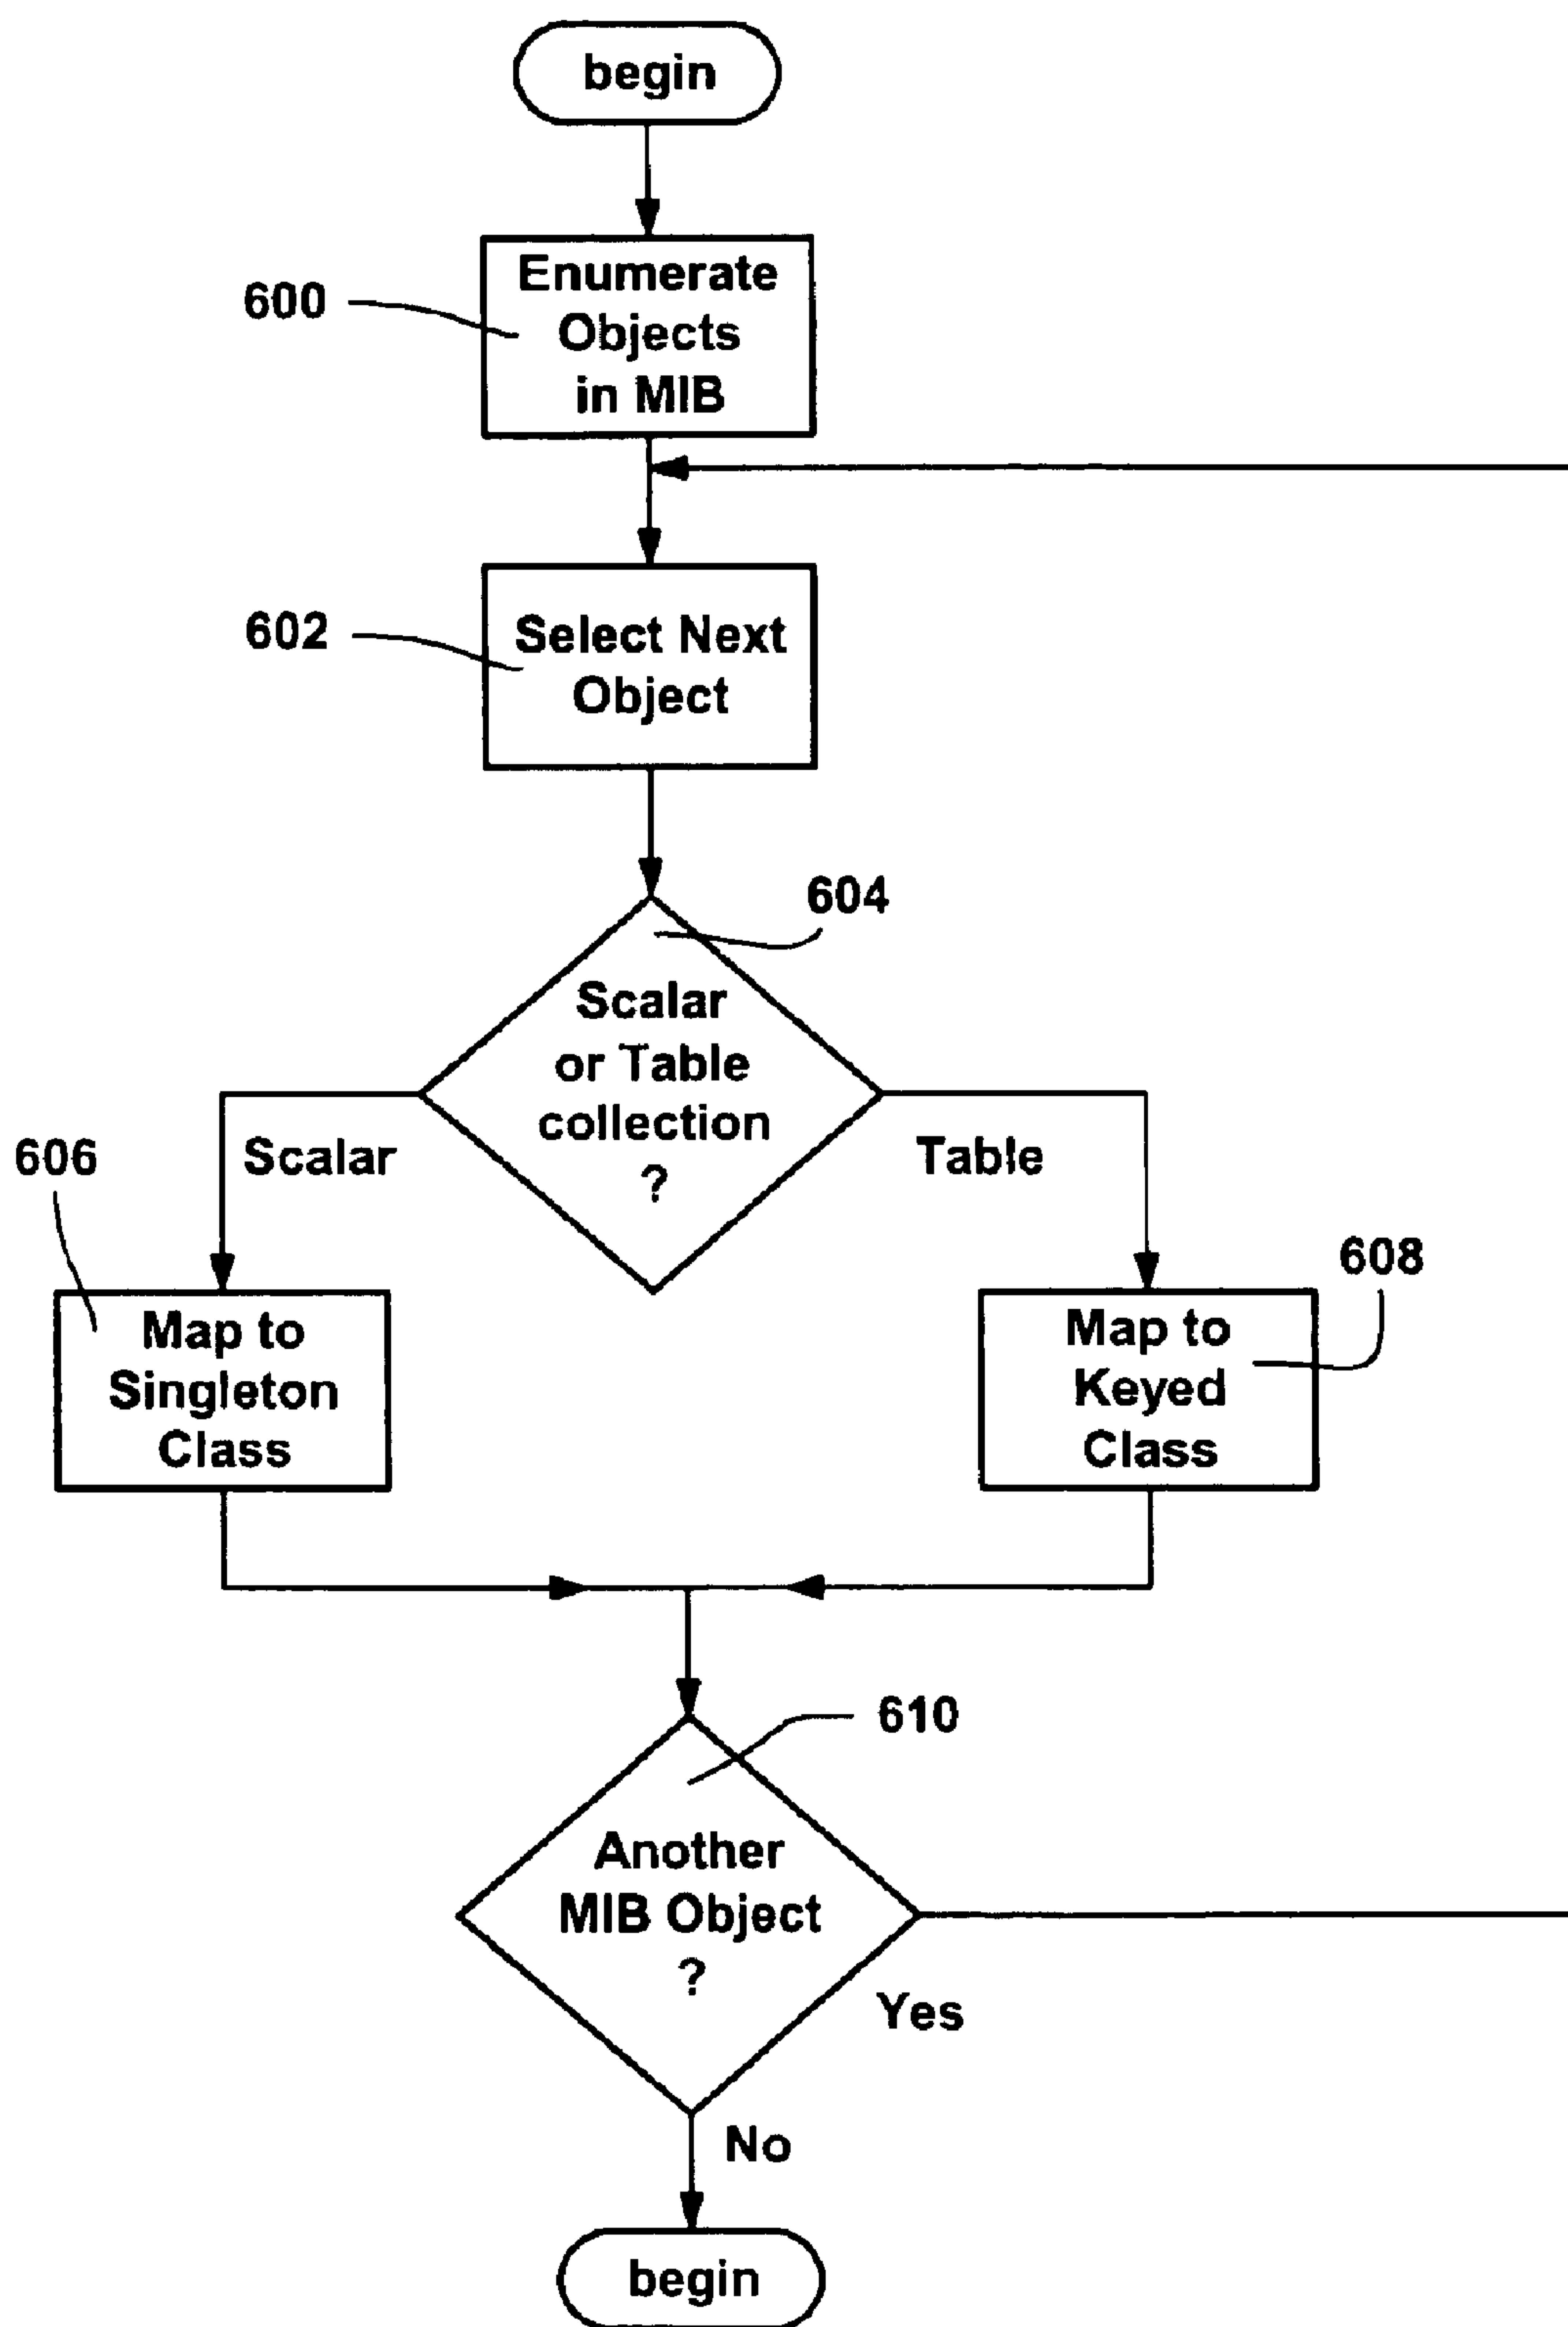 begin
600
Enumerate
Objects
in MIB
602
Select Next
Object
604
Scalar
or Table
collection
?
606
Scalar
Table
608
Map to
Singleton
Class
Map to
Keyed
Class
610
Another
MIB Object
?
Yes
No
begin